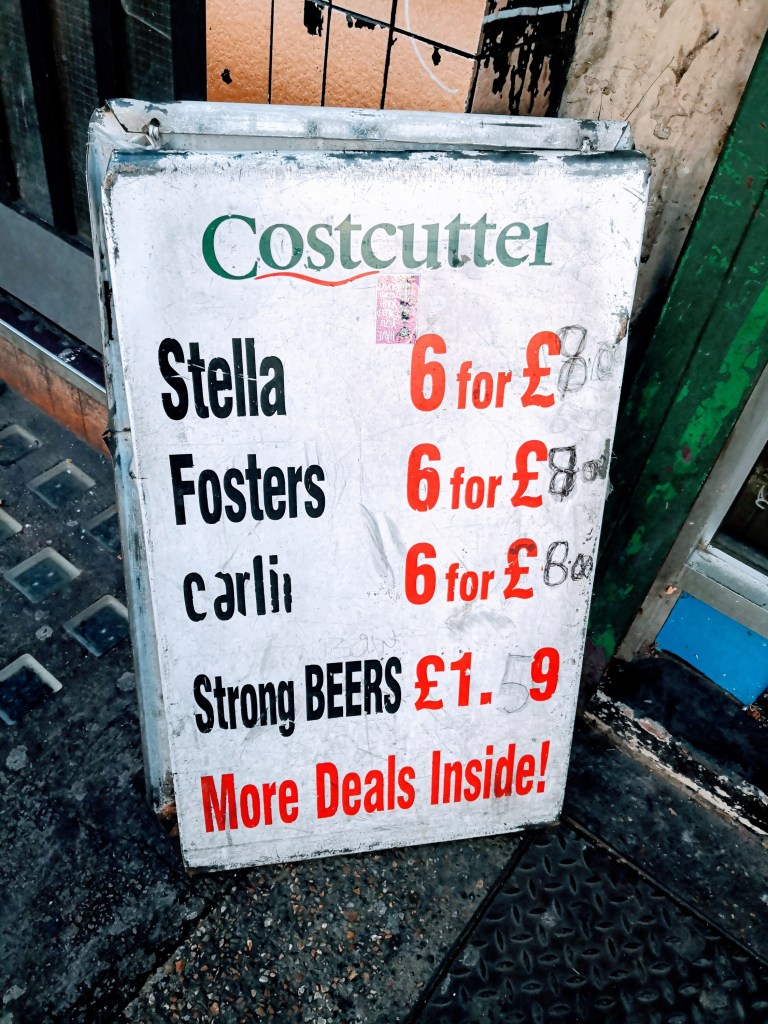 Costcutter
Stella 6 for £8.00
Fosters 6 for £8.00
carlin 6 for £8.00
Strong BEERS £1.59
More Deals Inside!